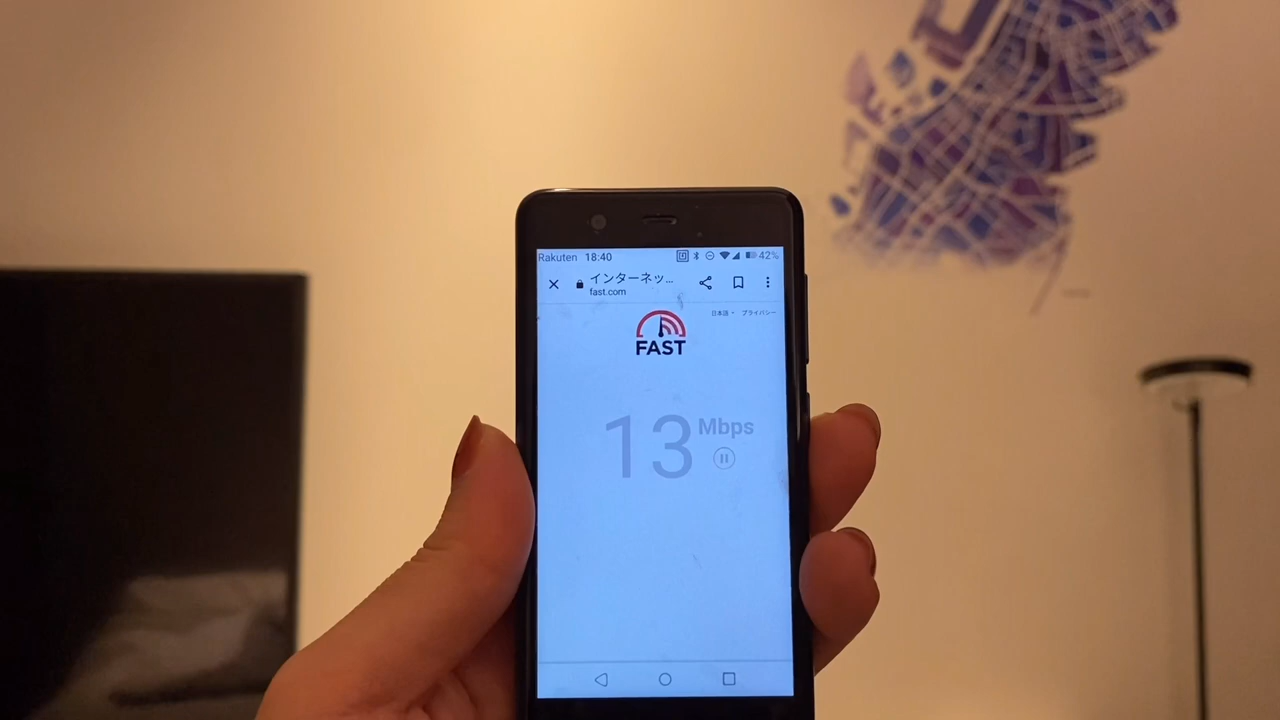 Rakuten 18:40 42%
インターネッ...
fast.com
日本語 プライバシー
FAST
13 Mbps